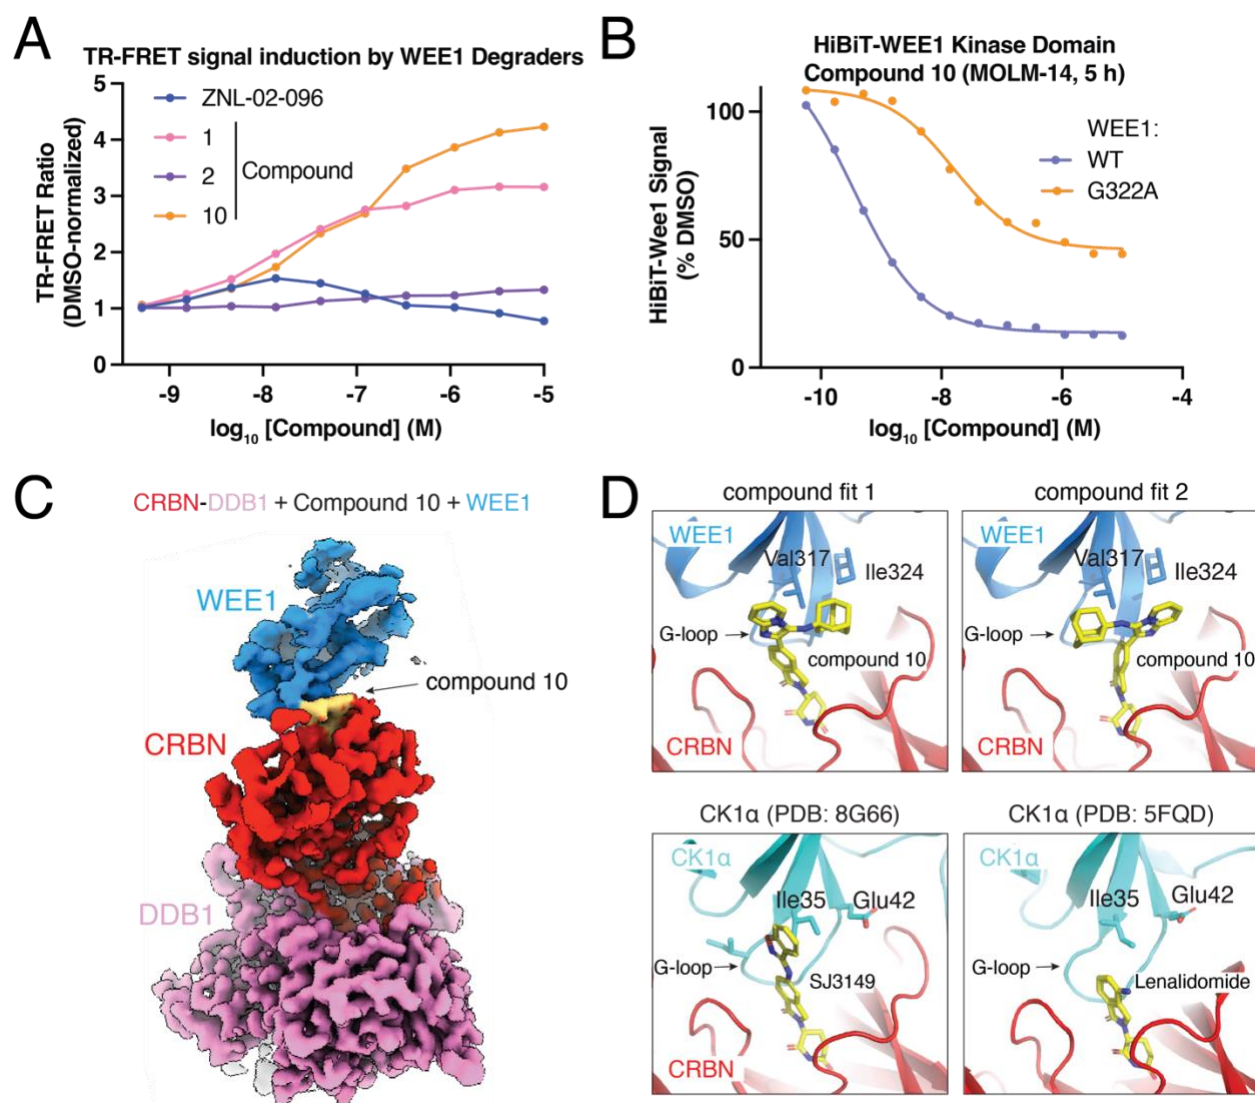 A
TR-FRET signal induction by WEE1 Degraders
TR-FRET Ratio
(DMSO-normalized)
5
4
3
2
1
0
ZNL-02-096
1
2
10
Compound
-9 -8 -7 -6 -5
log10 [Compound] (M)
B
HiBiT-WEE1 Kinase Domain
Compound 10 (MOLM-14, 5 h)
HiBiT-Wee1 Signal
(% DMSO)
100
50
0
WEE1:
WT
G322A
-10 -8 -6 -4
log10 [Compound] (M)
C
CRBN-DDB1 + Compound 10 + WEE1
WEE1
compound 10
CRBN
DDB1
D
compound fit 1
WEE1
Val317
Ile324
G-loop
compound 10
CRBN
compound fit 2
WEE1
Val317
Ile324
G-loop
compound 10
CRBN
CK1α (PDB: 8G66)
CK1α
Ile35
Glu42
G-loop
SJ3149
CRBN
CK1α (PDB: 5FQD)
CK1α
Ile35
Glu42
G-loop
Lenalidomide
CRBN